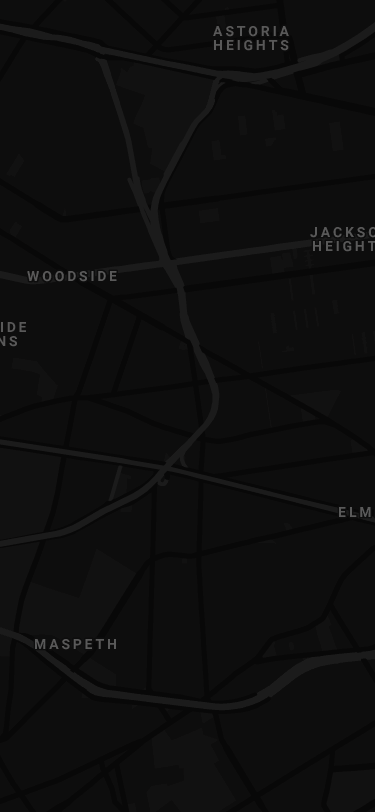 ASTORIA
HEIGHTS
JACKSO
HEIGHT
WOODSIDE
IDE
NS
ELM
MASPETH